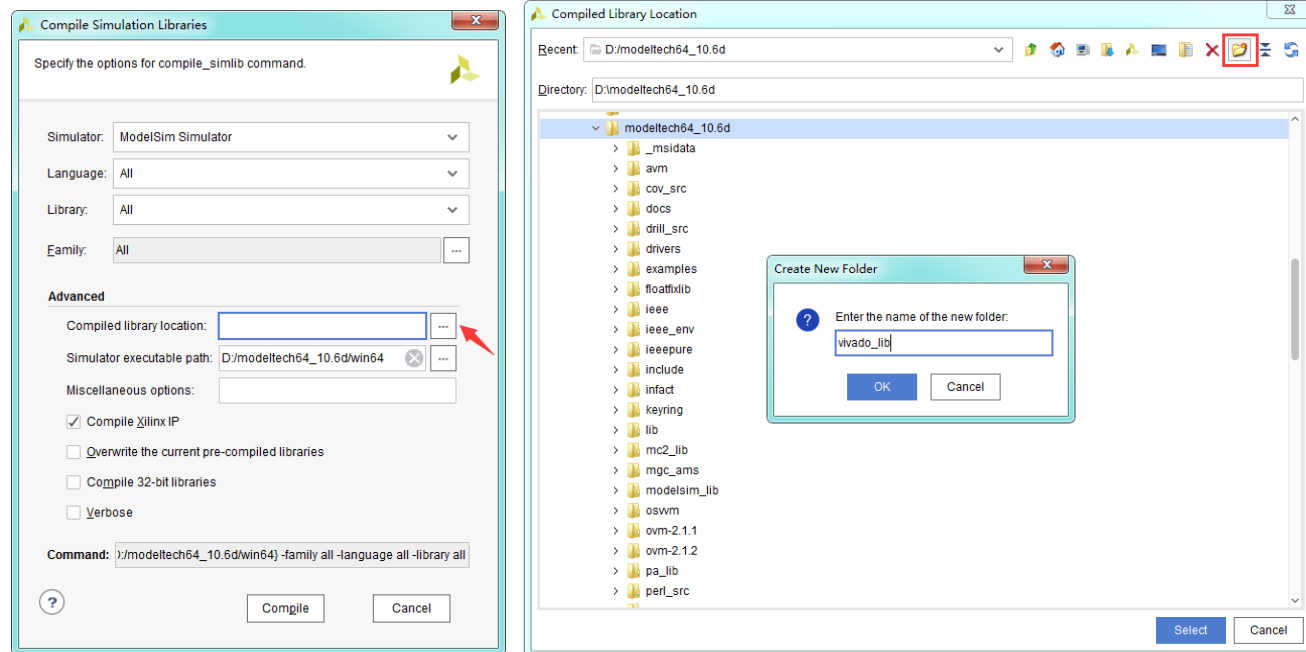 Compile Simulation Libraries
Specify the options for compile_simlib command.
Simulator: ModelSim Simulator
Language: All
Library: All
Family: All ...
Advanced
Compiled library location: ...
Simulator executable path: D:/modeltech64_10.6d/win64 ...
Miscellaneous options:
Compile Xilinx IP
Overwrite the current pre-compiled libraries
Compile 32-bit libraries
Verbose
Command: ):/modeltech64_10.6d/win64} -family all -language all -library all
? Compile Cancel
Compiled Library Location
Recent: D:/modeltech64_10.6d
Directory: D:\modeltech64_10.6d
modeltech64_10.6d
_msidata
avm
cov_src
docs
drill_src
drivers
examples
floatfixlib
ieee
ieee_env
ieeepure
include
infact
keyring
lib
mc2_lib
mgc_ams
modelsim_lib
osvvm
ovm-2.1.1
ovm-2.1.2
pa_lib
perl_src
Create New Folder
? Enter the name of the new folder:
vivado_lib
OK Cancel
Select Cancel